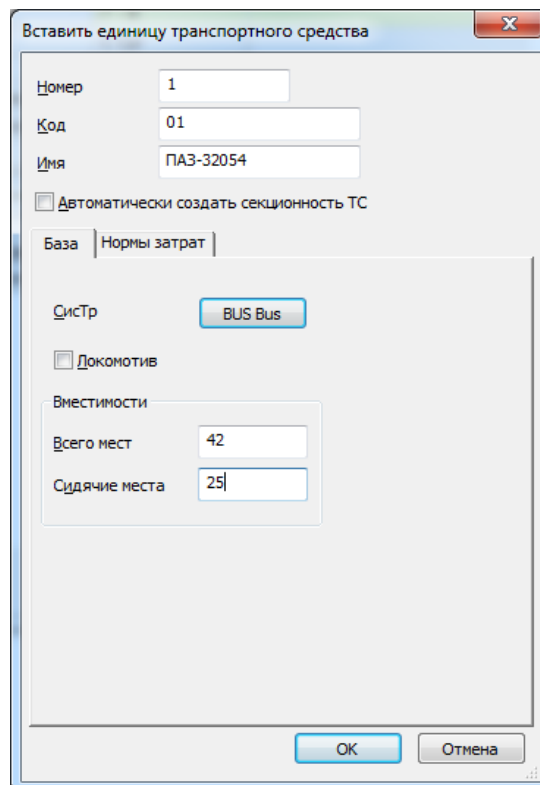 Вставить единицу транспортного средства
Номер 1
Код 01
Имя ПАЗ-32054
Автоматически создать секционность ТС
База Нормы затрат
СисТр BUS Bus
Локомотив
Вместимости
Всего мест 42
Сидячие места 25
OK Отмена